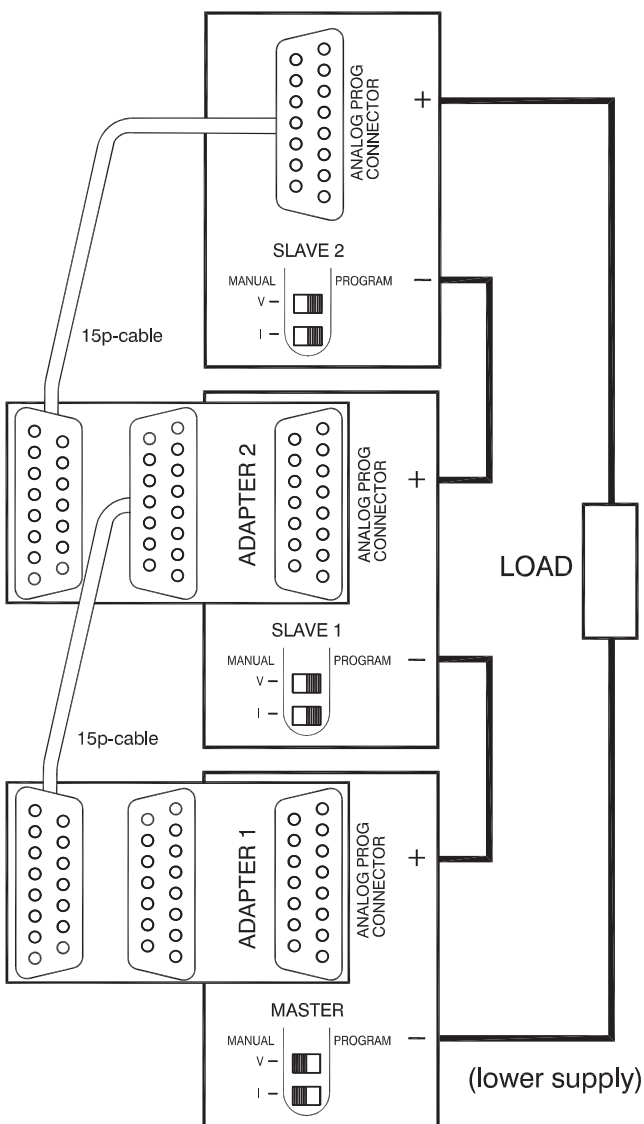 ANALOG PROG
CONNECTOR
+
SLAVE 2
MANUAL
PROGRAM
–
V –
I –
15p-cable
ADAPTER 2
ANALOG PROG
CONNECTOR
+
LOAD
SLAVE 1
MANUAL
PROGRAM
–
V –
I –
15p-cable
ADAPTER 1
ANALOG PROG
CONNECTOR
+
MASTER
MANUAL
PROGRAM
–
V –
I –
(lower supply)